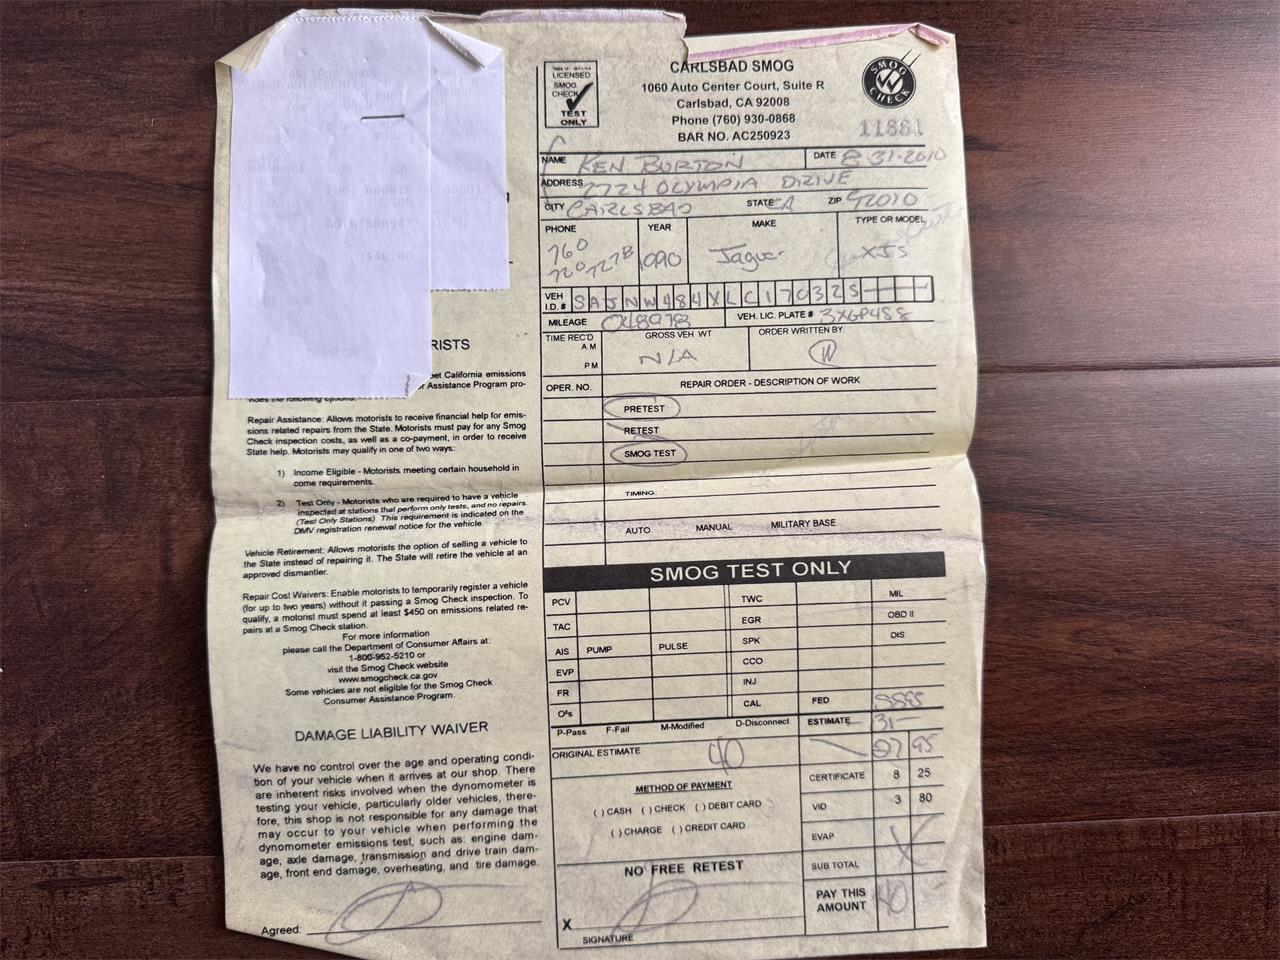 LICENSED
SMOG
CHECK
TEST
ONLY
CARLSBAD SMOG
1060 Auto Center Court, Suite R
Carlsbad, CA 92008
Phone (760) 930-0868
BAR NO. AC250923
SMOG
CHECK
11881
NAME KEN BURTON DATE 8-31-2010
ADDRESS 7724 OLYMPIA DRIVE
CITY CARLSBAD STATE CA ZIP 92010
PHONE YEAR MAKE TYPE OR MODEL
760 1990 Jaguar XJS
720 7278
VEH I.D.# SAJNW484XLC170325
MILEAGE 048978 VEH. LIC. PLATE # 3XGP488
TIME REC'D GROSS VEH WT ORDER WRITTEN BY
A M
P M
N/A
OPER. NO. REPAIR ORDER - DESCRIPTION OF WORK
PRETEST
RETEST
SMOG TEST
TIMING:
AUTO MANUAL MILITARY BASE
SMOG TEST ONLY
PCV TWC MIL
TAC EGR OBD II
AIS PUMP PULSE SPK DIS
EVP CCO
FR INJ
O²s CAL FED
P-Pass F-Fail M-Modified D-Disconnect ESTIMATE 31-
ORIGINAL ESTIMATE 40 27 95
METHOD OF PAYMENT
( ) CASH ( ) CHECK ( ) DEBIT CARD
( ) CHARGE ( ) CREDIT CARD
CERTIFICATE 8 25
VID 3 80
EVAP
SUB TOTAL
NO FREE RETEST
PAY THIS AMOUNT 40 -
X
SIGNATURE
RISTS
et California emissions
r Assistance Program pro-
vides the following options:
Repair Assistance: Allows motorists to receive financial help for emis-
sions related repairs from the State. Motorists must pay for any Smog
Check inspection costs, as well as a co-payment, in order to receive
State help. Motorists may qualify in one of two ways:
1) Income Eligible - Motorists meeting certain household in
come requirements.
2) Test Only - Motorists who are required to have a vehicle
inspected at stations that perform only tests, and no repairs
(Test Only Stations). This requirement is indicated on the
DMV registration renewal notice for the vehicle.
Vehicle Retirement: Allows motorists the option of selling a vehicle to
the State instead of repairing it. The State will retire the vehicle at an
approved dismantler.
Repair Cost Waivers: Enable motorists to temporarily register a vehicle
(for up to two years) without it passing a Smog Check inspection. To
qualify, a motorist must spend at least $450 on emissions related re-
pairs at a Smog Check station.
For more information
please call the Department of Consumer Affairs at:
1-800-952-5210 or
visit the Smog Check website
www.smogcheck.ca.gov
Some vehicles are not eligible for the Smog Check
Consumer Assistance Program.
DAMAGE LIABILITY WAIVER
We have no control over the age and operating condi-
tion of your vehicle when it arrives at our shop. There
are inherent risks involved when the dynomometer is
testing your vehicle, particularly older vehicles, there-
fore, this shop is not responsible for any damage that
may occur to your vehicle when performing the
dynomometer emissions test, such as: engine dam-
age, axle damage, transmission and drive train dam-
age, front end damage, overheating, and tire damage.
Agreed: